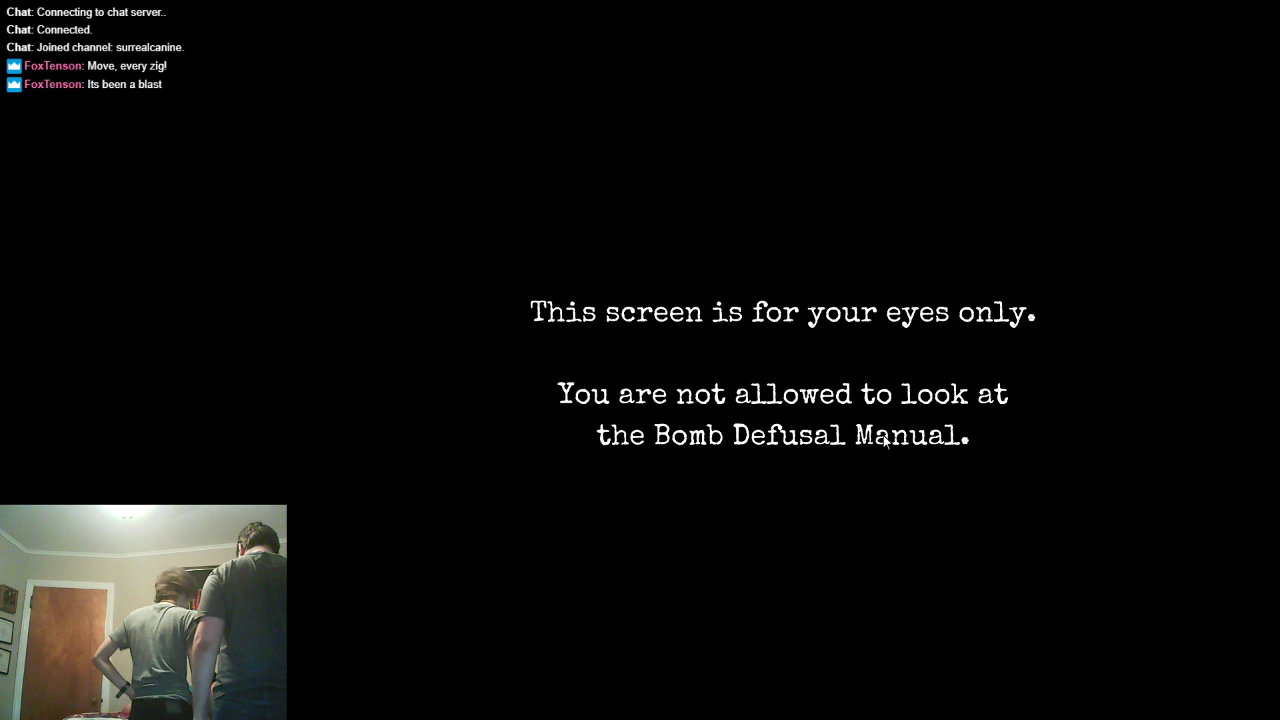 Chat: Connecting to chat server..
Chat: Connected.
Chat: Joined channel: surrealcanine.
FoxTenson: Move, every zig!
FoxTenson: Its been a blast
This screen is for your eyes only.
You are not allowed to look at
the Bomb Defusal Manual.